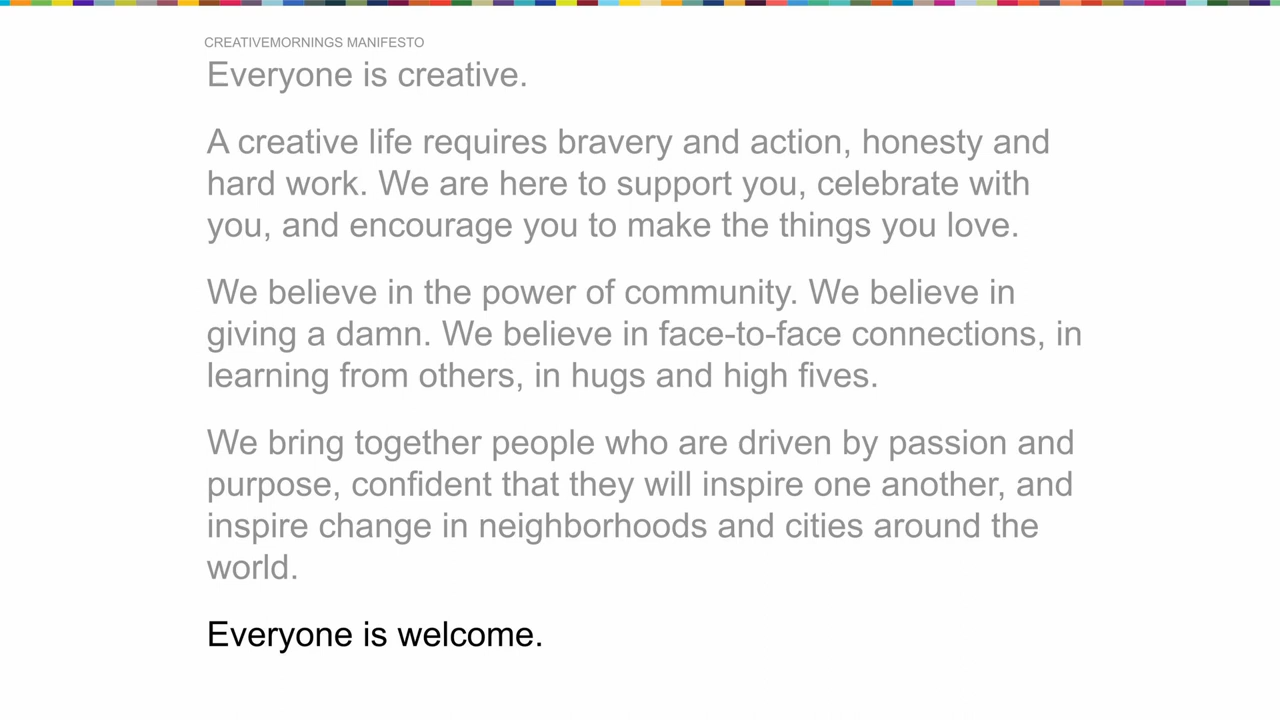 CREATIVEMORNINGS MANIFESTO
Everyone is creative.
A creative life requires bravery and action, honesty and
hard work. We are here to support you, celebrate with
you, and encourage you to make the things you love.
We believe in the power of community. We believe in
giving a damn. We believe in face-to-face connections, in
learning from others, in hugs and high fives.
We bring together people who are driven by passion and
purpose, confident that they will inspire one another, and
inspire change in neighborhoods and cities around the
world.
Everyone is welcome.